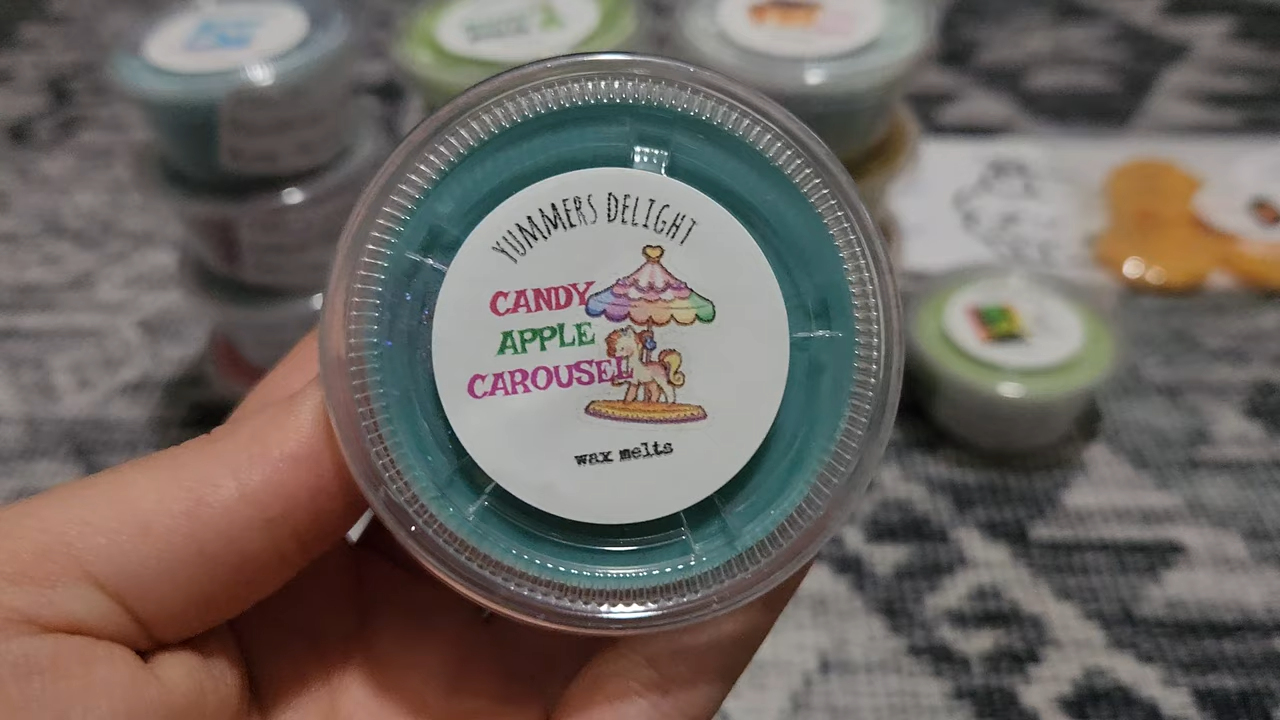 YUMMERS DELIGHT
CANDY
APPLE
CAROUSEL
wax melts